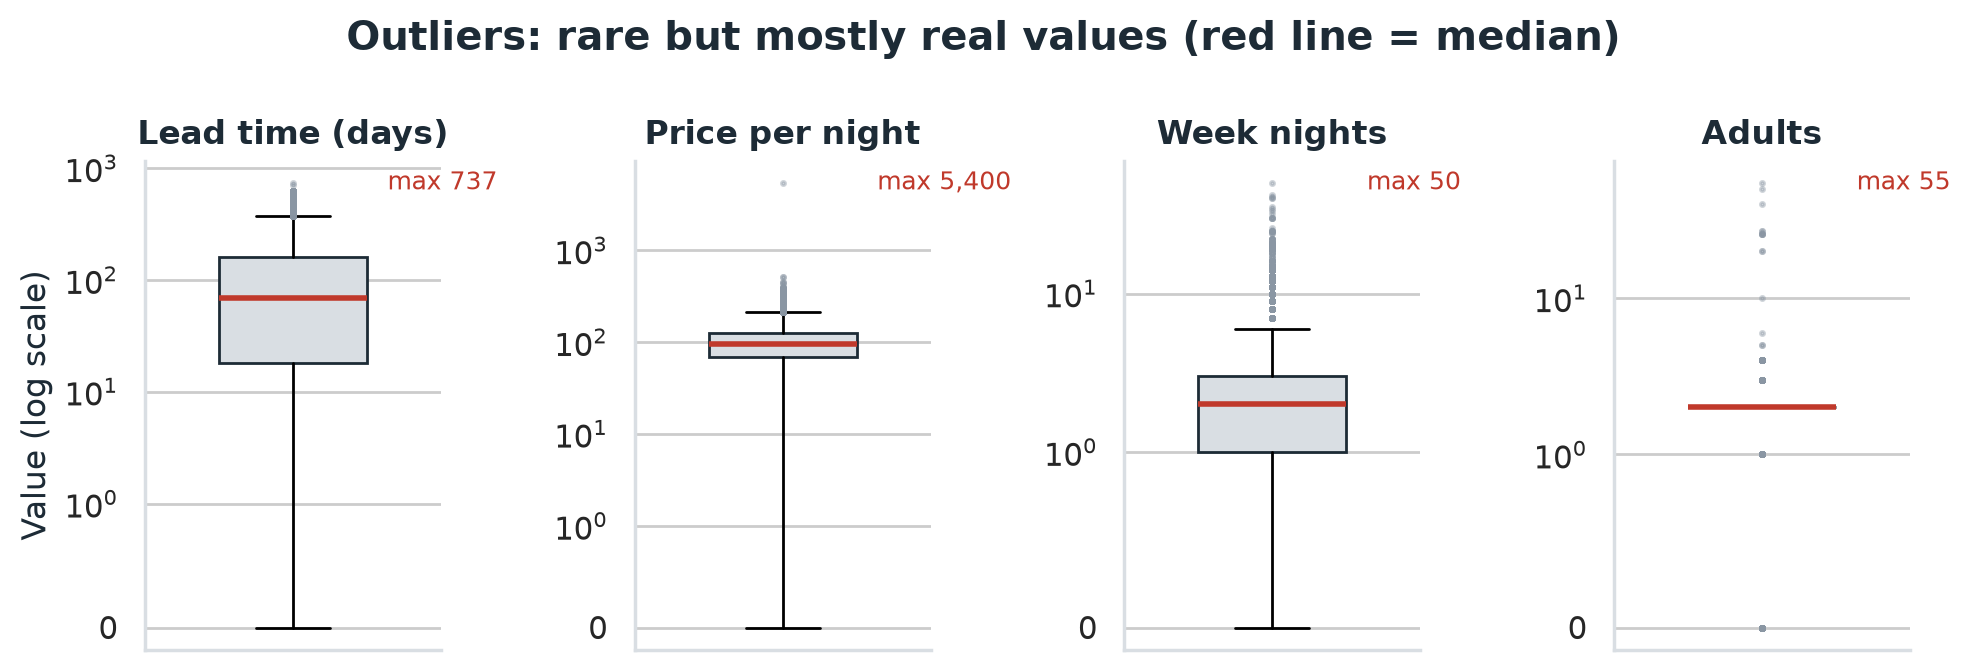 Outliers: rare but mostly real values (red line = median)
Lead time (days)
Price per night
Week nights
Adults
Value (log scale)
10³
10²
10¹
10⁰
0
max 737
10³
10²
10¹
10⁰
0
max 5,400
10¹
10⁰
0
max 50
10¹
10⁰
0
max 55